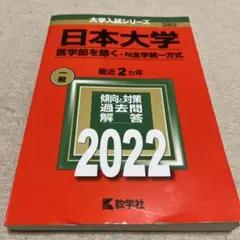 大学入試シリーズ
380
日本大学
医学部を除く-N全学統一方式
一般
最近2カ年
傾向と対策
過去問
解答
2022
教学社